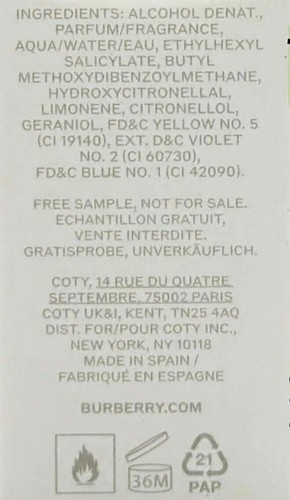 INGREDIENTS: ALCOHOL DENAT.,
PARFUM/FRAGRANCE,
AQUA/WATER/EAU, ETHYLHEXYL
SALICYLATE, BUTYL
METHOXYDIBENZOYLMETHANE,
HYDROXYCITRONELLAL,
LIMONENE, CITRONELLOL,
GERANIOL, FD&C YELLOW NO. 5
(CI 19140), EXT. D&C VIOLET
NO. 2 (CI 60730),
FD&C BLUE NO. 1 (CI 42090).
FREE SAMPLE, NOT FOR SALE.
ECHANTILLON GRATUIT,
VENTE INTERDITE.
GRATISPROBE, UNVERKÄUFLICH.
COTY, 14 RUE DU QUATRE
SEPTEMBRE, 75002 PARIS
COTY UK&I, KENT, TN25 4AQ
DIST. FOR/POUR COTY INC.,
NEW YORK, NY 10118
MADE IN SPAIN /
FABRIQUÉ EN ESPAGNE
BURBERRY.COM
36M
21
PAP